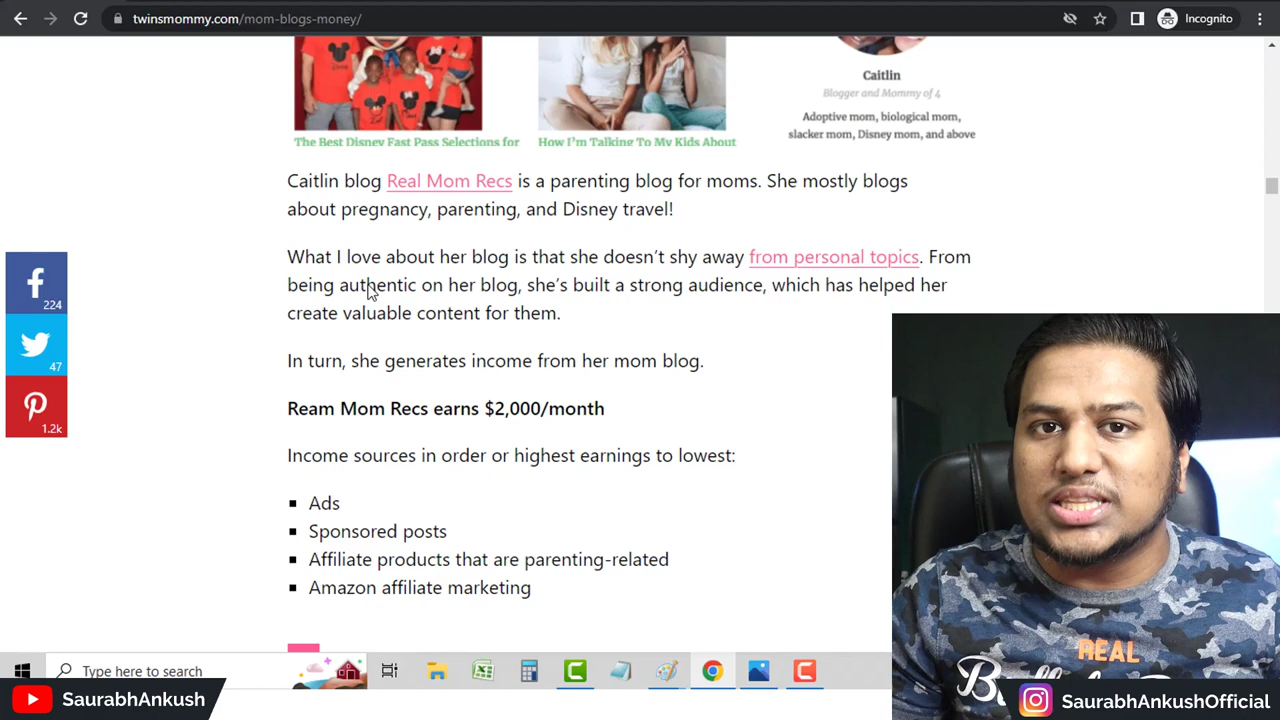 twinsmommy.com/mom-blogs-money/
Incognito
The Best Disney Fast Pass Selections for
How I'm Talking To My Kids About
Caitlin
Blogger and Mommy of 4
Adoptive mom, biological mom,
slacker mom, Disney mom, and above
Caitlin blog Real Mom Recs is a parenting blog for moms. She mostly blogs
about pregnancy, parenting, and Disney travel!
What I love about her blog is that she doesn't shy away from personal topics. From
being authentic on her blog, she's built a strong audience, which has helped her
create valuable content for them.
In turn, she generates income from her mom blog.
Ream Mom Recs earns $2,000/month
Income sources in order or highest earnings to lowest:
Ads
Sponsored posts
Affiliate products that are parenting-related
Amazon affiliate marketing
224
47
1.2k
REAL
Type here to search
SaurabhAnkush
SaurabhAnkushOfficial